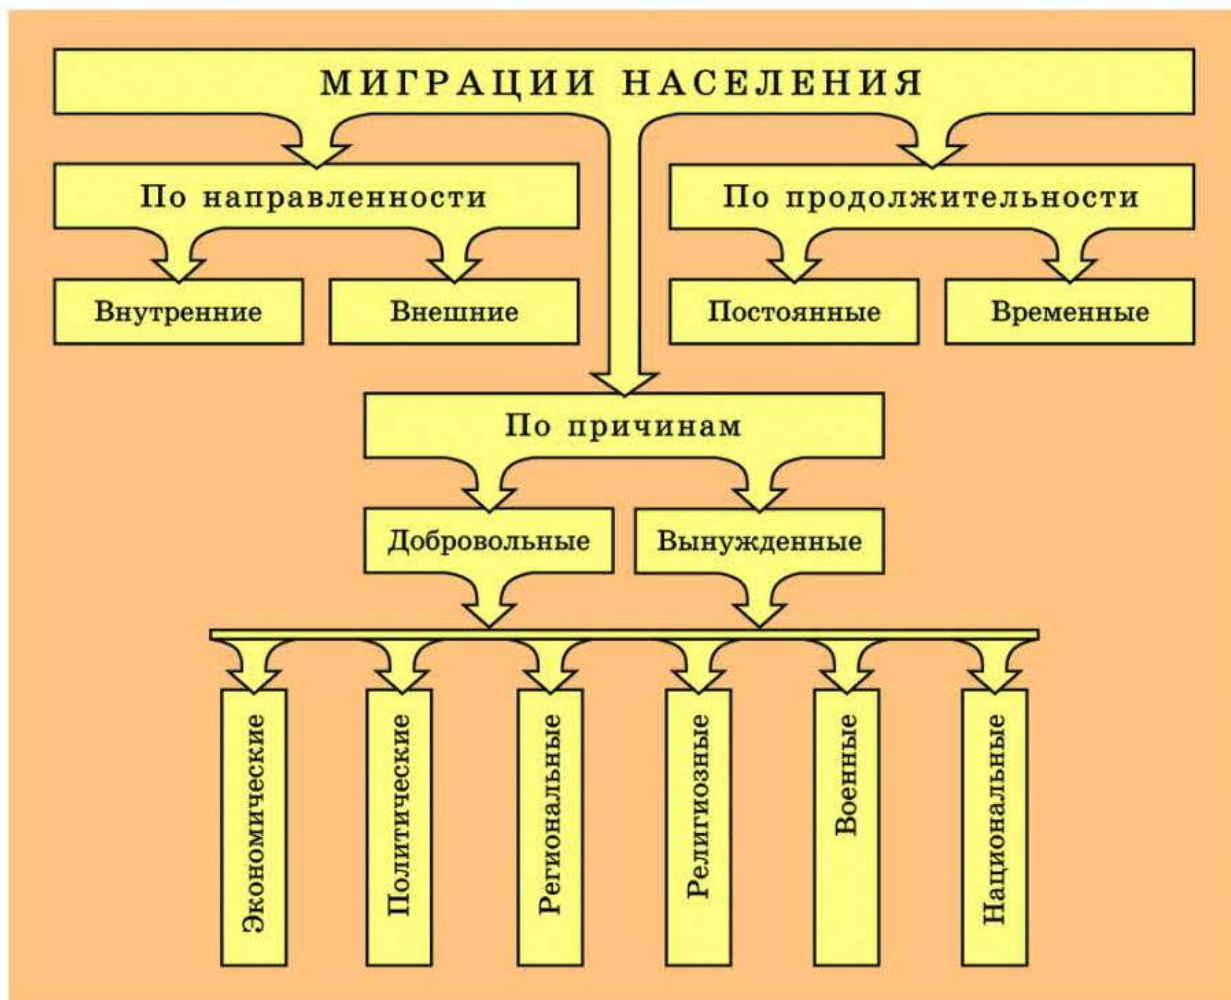 МИГРАЦИИ НАСЕЛЕНИЯ
По направленности
По продолжительности
Внутренние
Внешние
Постоянные
Временные
По причинам
Добровольные
Вынужденные
Экономические
Политические
Региональные
Религиозные
Военные
Национальные